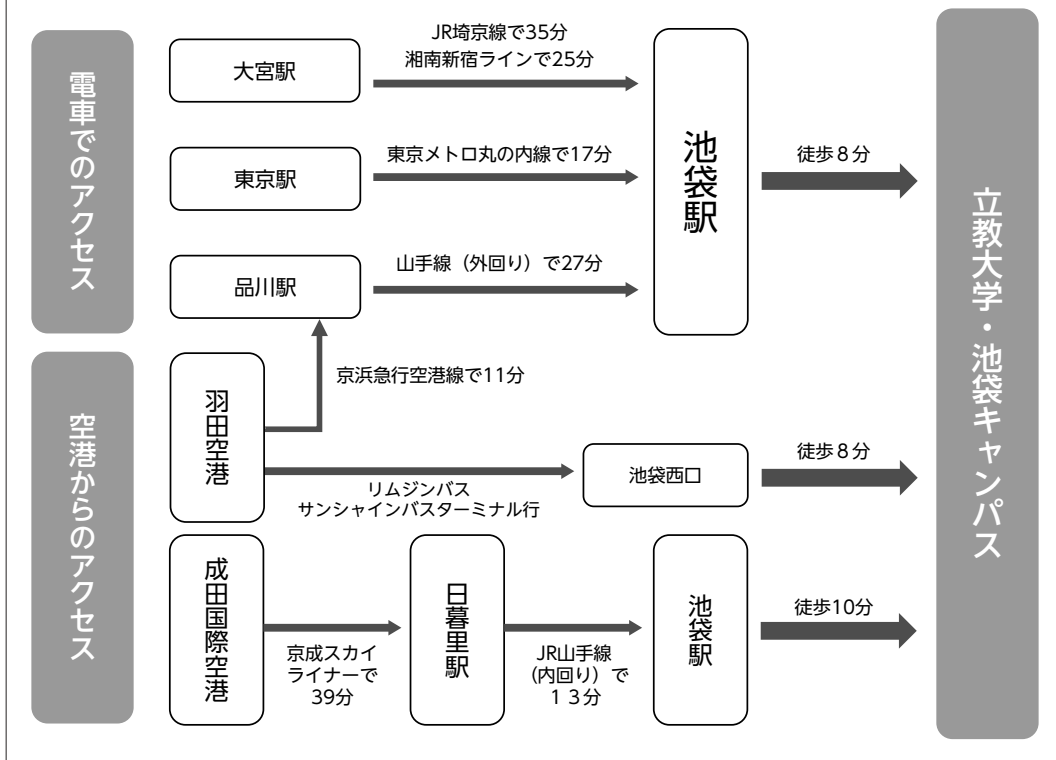 電車でのアクセス
大宮駅
JR埼京線で35分
湘南新宿ラインで25分
東京駅
東京メトロ丸の内線で17分
品川駅
山手線（外回り）で27分
池袋駅
徒歩８分
空港からのアクセス
羽田空港
京浜急行空港線で11分
リムジンバス
サンシャインバスターミナル行
池袋西口
徒歩８分
成田国際空港
京成スカイ
ライナーで
39分
日暮里駅
JR山手線
（内回り）で
１３分
池袋駅
徒歩10分
立教大学・池袋キャンパス